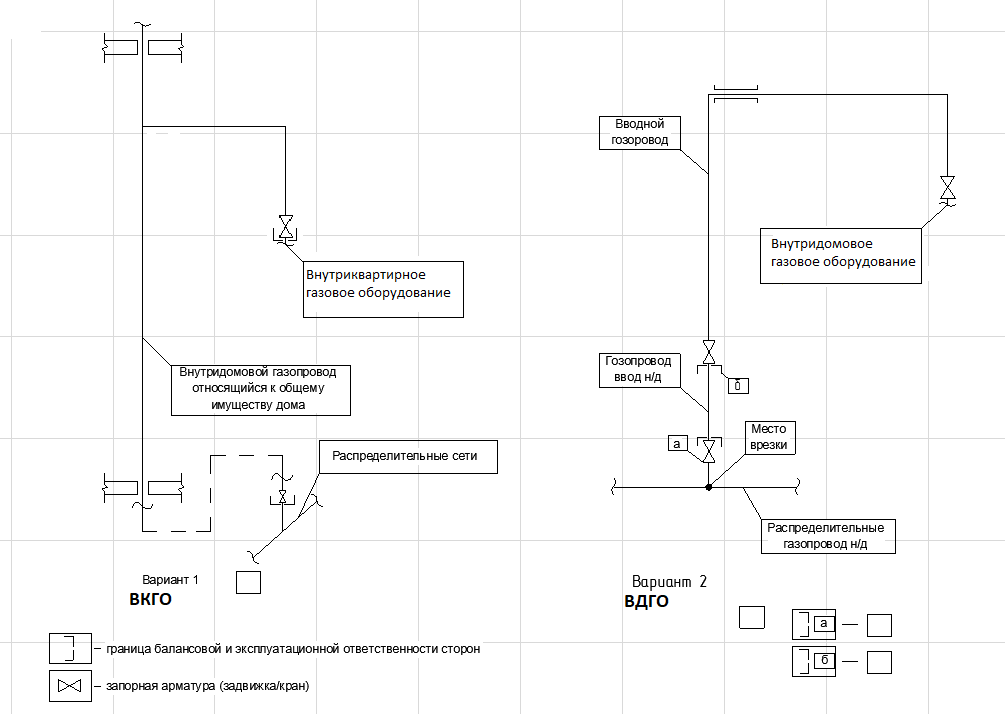 Вводной
гозоровод
Внутридомовое
газовое оборудование
Внутриквартирное
газовое оборудование
Внутридомовой газопровод
относящийся к общему
имуществу дома
Гозопровод
ввод н/д
б
а
Место
врезки
Распределительные сети
Распределительные
газопровод н/д
Вариант 1
ВКГО
Вариант 2
ВДГО
а –
б –
– граница балансовой и эксплуатационной ответственности сторон
– запорная арматура (задвижка/кран)